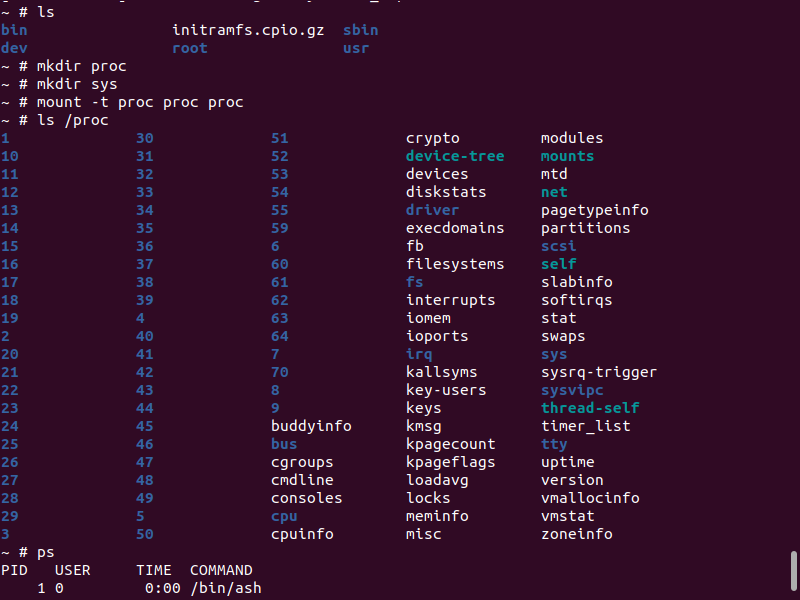 ~ # ls
bin initramfs.cpio.gz sbin
dev root usr
~ # mkdir proc
~ # mkdir sys
~ # mount -t proc proc proc
~ # ls /proc
1 30 51 crypto modules
10 31 52 device-tree mounts
11 32 53 devices mtd
12 33 54 diskstats net
13 34 55 driver pagetypeinfo
14 35 59 execdomains partitions
15 36 6 fb scsi
16 37 60 filesystems self
17 38 61 fs slabinfo
18 39 62 interrupts softirqs
19 4 63 iomem stat
2 40 64 ioports swaps
20 41 7 irq sys
21 42 70 kallsyms sysrq-trigger
22 43 8 key-users sysvipc
23 44 9 keys thread-self
24 45 buddyinfo kmsg timer_list
25 46 bus kpagecount tty
26 47 cgroups kpageflags uptime
27 48 cmdline loadavg version
28 49 consoles locks vmallocinfo
29 5 cpu meminfo vmstat
3 50 cpuinfo misc zoneinfo
~ # ps
PID USER TIME COMMAND
1 0 0:00 /bin/ash